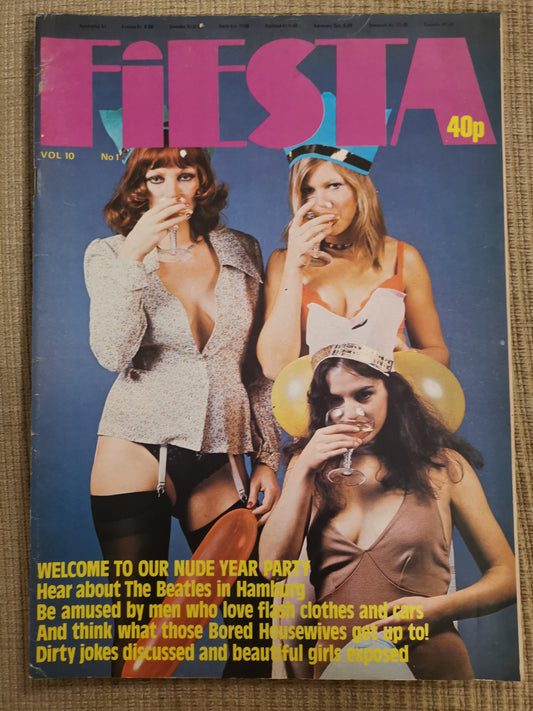 FiESTA
40p
VOL 10 No 1
WELCOME TO OUR NUDE YEAR PARTY
Hear about The Beatles in Hamburg
Be amused by men who love flash clothes and cars
And think what those Bored Housewives get up to!
Dirty jokes discussed and beautiful girls exposed